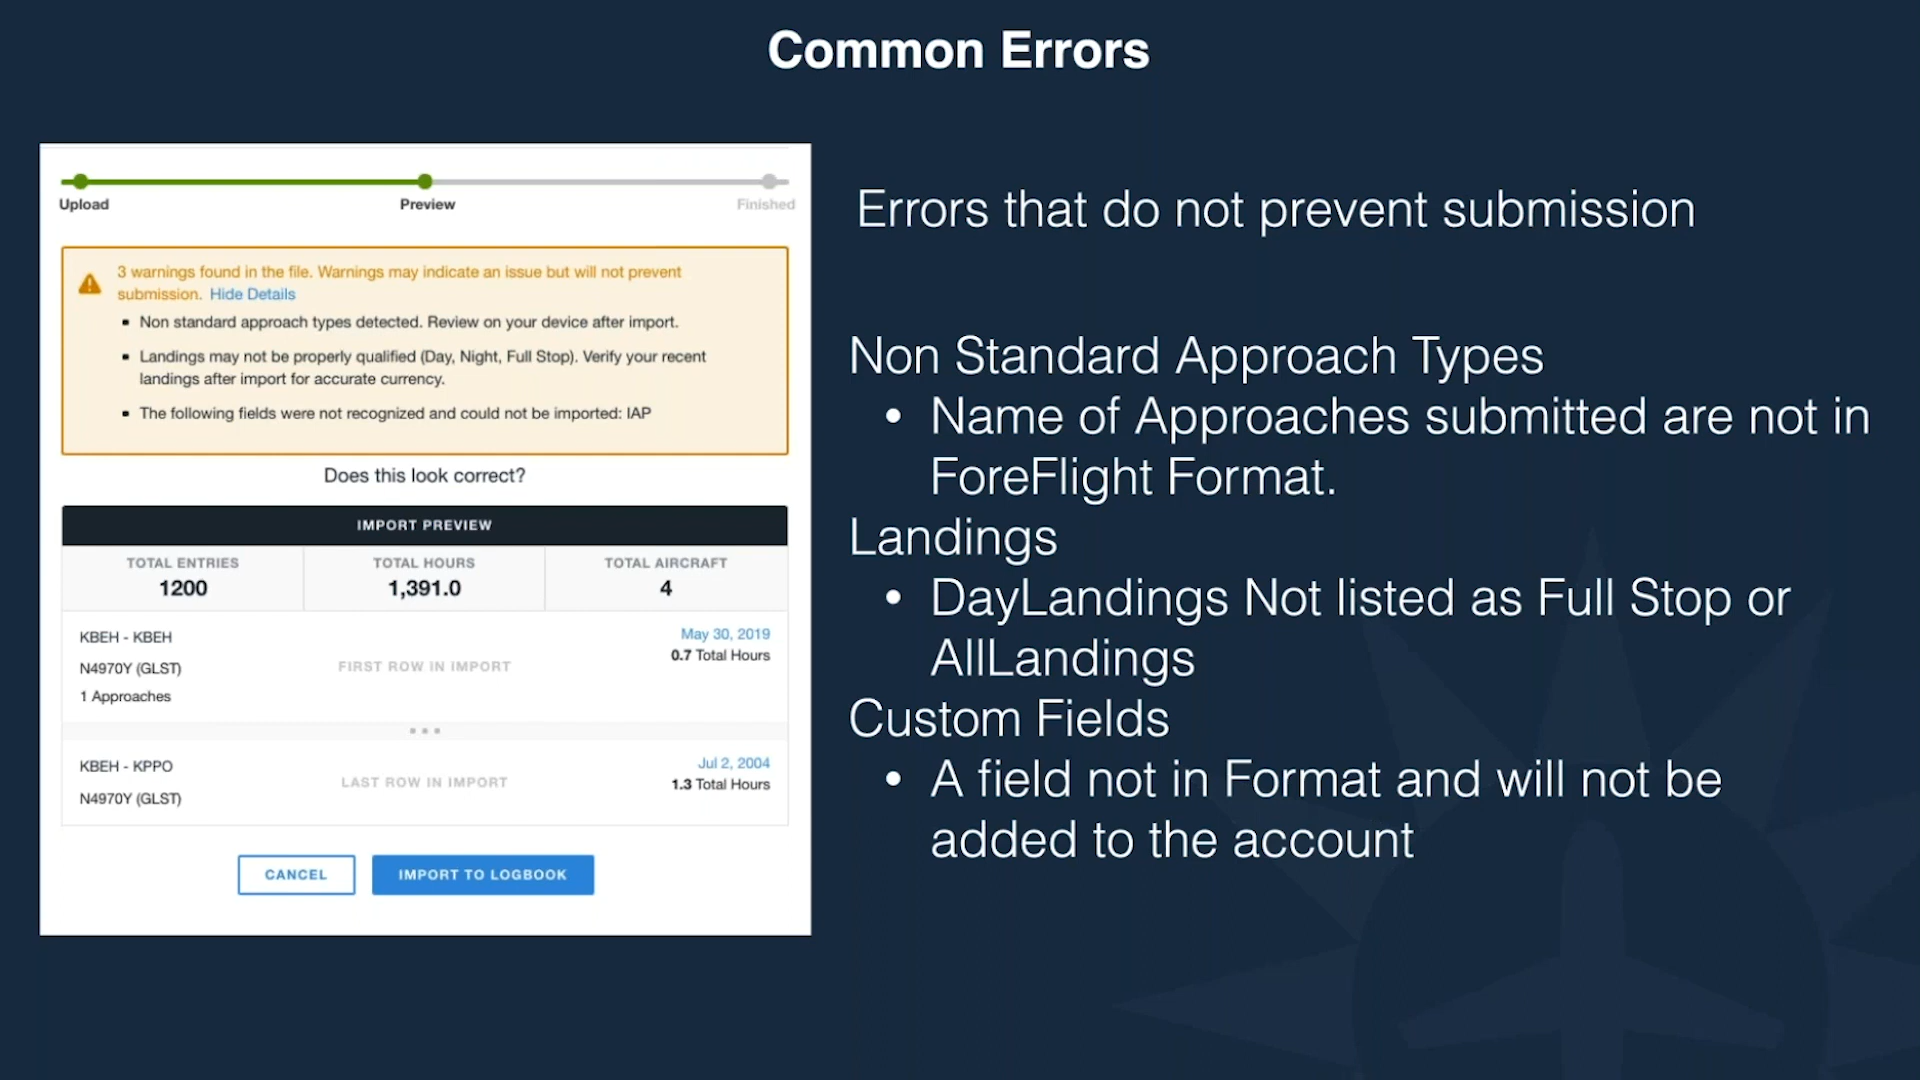 Common Errors
Upload
Preview
Finished
3 warnings found in the file. Warnings may indicate an issue but will not prevent
submission. Hide Details
▪ Non standard approach types detected. Review on your device after import.
▪ Landings may not be properly qualified (Day, Night, Full Stop). Verify your recent
landings after import for accurate currency.
▪ The following fields were not recognized and could not be imported: IAP
Does this look correct?
IMPORT PREVIEW
TOTAL ENTRIES
1200
TOTAL HOURS
1,391.0
TOTAL AIRCRAFT
4
KBEH - KBEH
N4970Y (GLST)
1 Approaches
FIRST ROW IN IMPORT
May 30, 2019
0.7 Total Hours
KBEH - KPPO
N4970Y (GLST)
LAST ROW IN IMPORT
Jul 2, 2004
1.3 Total Hours
CANCEL
IMPORT TO LOGBOOK
Errors that do not prevent submission
Non Standard Approach Types
• Name of Approaches submitted are not in
ForeFlight Format.
Landings
• DayLandings Not listed as Full Stop or
AllLandings
Custom Fields
• A field not in Format and will not be
added to the account